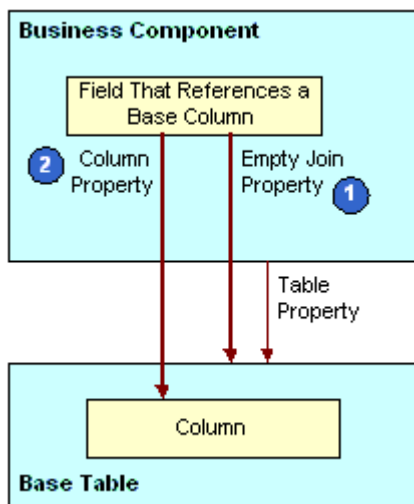 Business Component
Field That References a
Base Column
2
Column
Property
Empty Join
Property
1
Table
Property
Column
Base Table